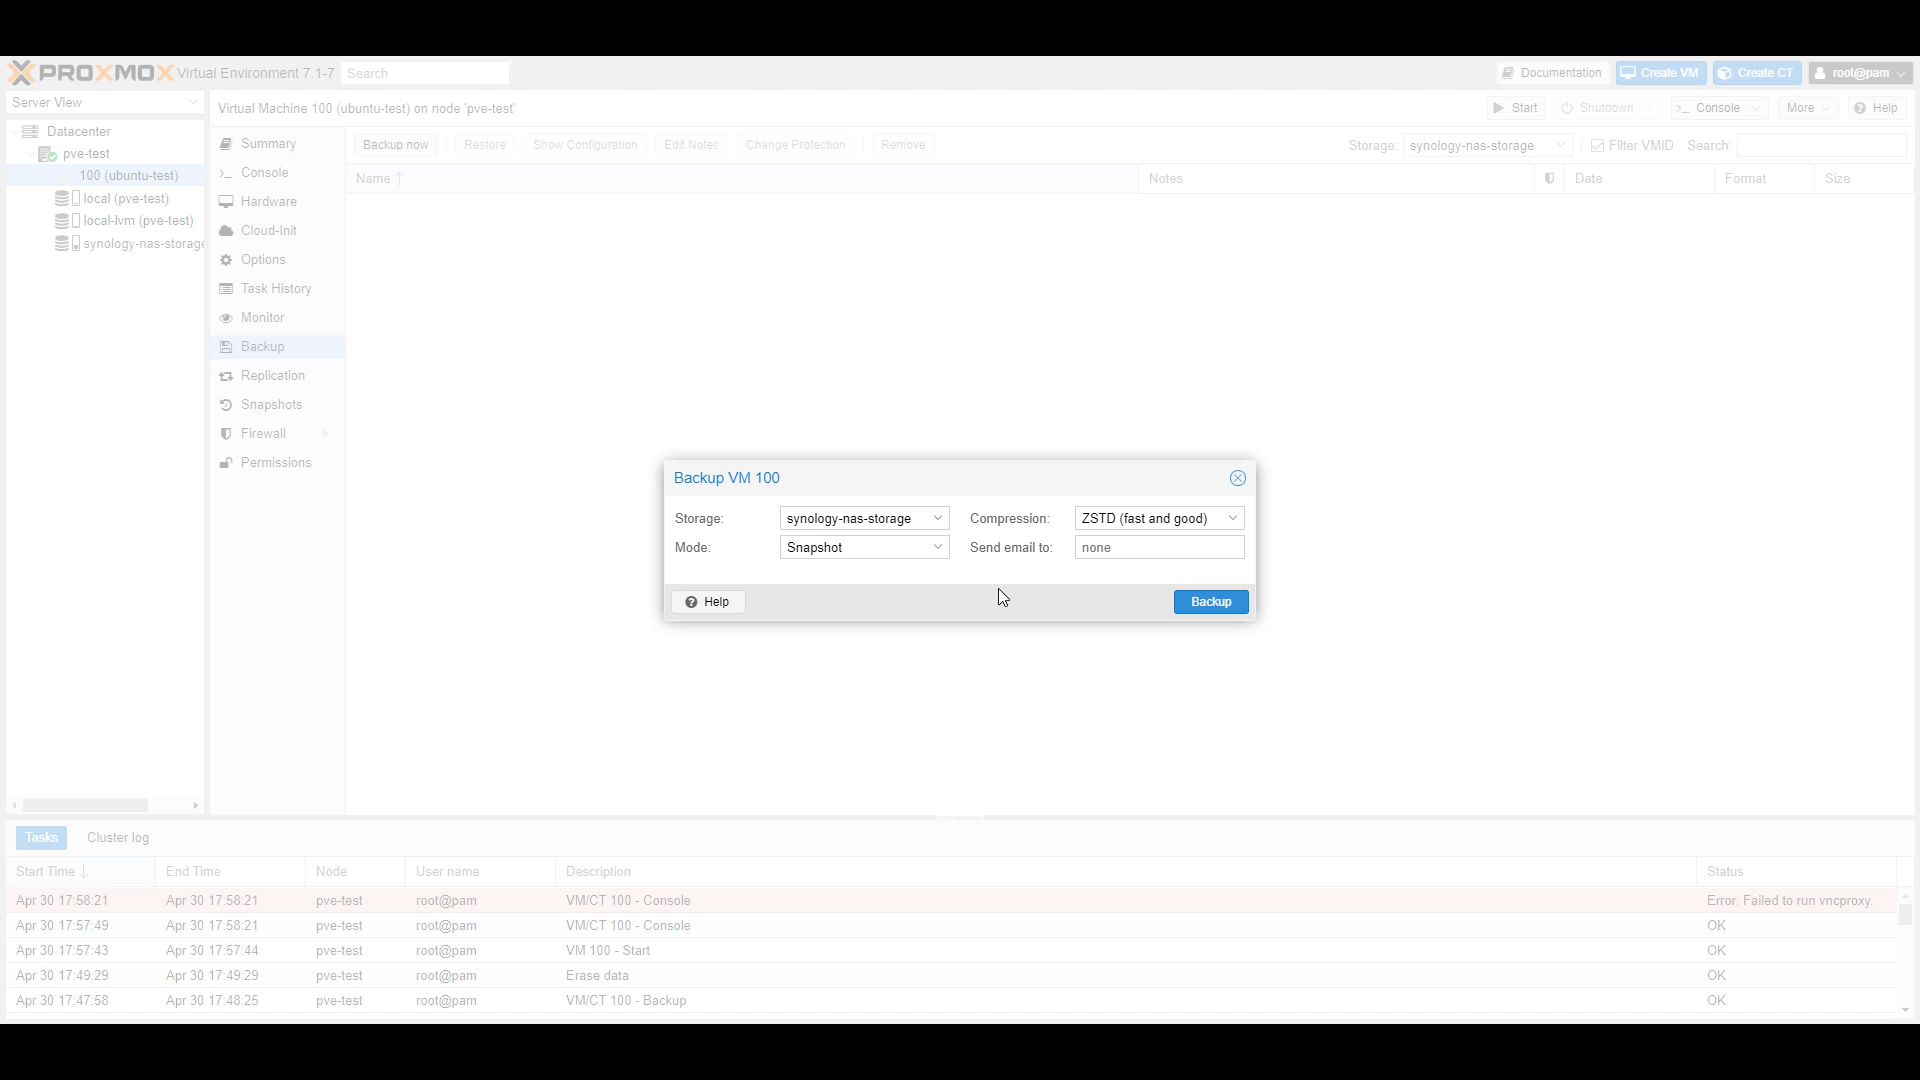 PROXMOX Virtual Environment 7.1-7 Search Documentation Create VM Create CT root@pam
Server View
Virtual Machine 100 (ubuntu-test) on node 'pve-test' Start Shutdown Console More Help
Datacenter
pve-test
100 (ubuntu-test)
local (pve-test)
local-lvm (pve-test)
synology-nas-storage
Summary
Console
Hardware
Cloud-Init
Options
Task History
Monitor
Backup
Replication
Snapshots
Firewall
Permissions
Backup now Restore Show Configuration Edit Notes Change Protection Remove Storage: synology-nas-storage Filter VMID Search:
Name Notes Date Format Size
Backup VM 100
Storage: synology-nas-storage Compression: ZSTD (fast and good)
Mode: Snapshot Send email to: none
Help Backup
Tasks Cluster log
Start Time End Time Node User name Description Status
Apr 30 17:58:21 Apr 30 17:58:21 pve-test root@pam VM/CT 100 - Console Error: Failed to run vncproxy.
Apr 30 17:57:49 Apr 30 17:58:21 pve-test root@pam VM/CT 100 - Console OK
Apr 30 17:57:43 Apr 30 17:57:44 pve-test root@pam VM 100 - Start OK
Apr 30 17:49:29 Apr 30 17:49:29 pve-test root@pam Erase data OK
Apr 30 17:47:58 Apr 30 17:48:25 pve-test root@pam VM/CT 100 - Backup OK